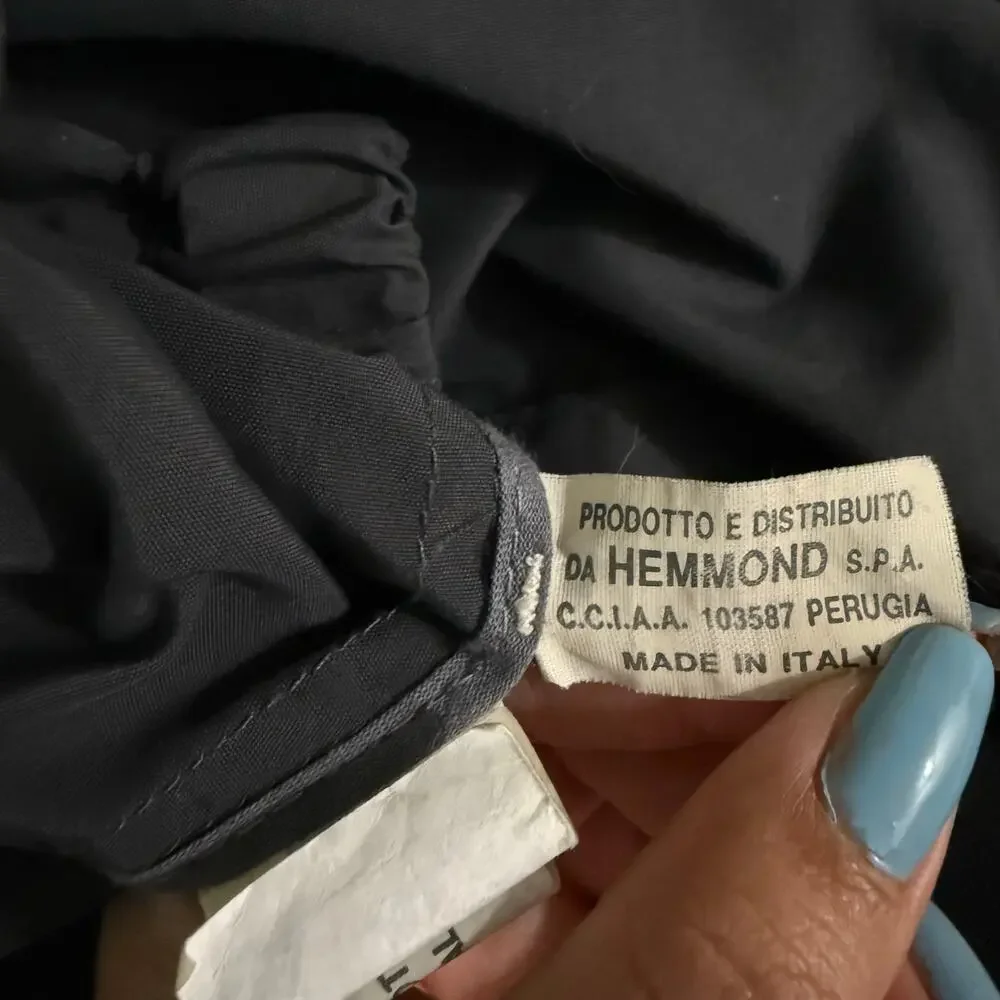 PRODOTTO E DISTRIBUITO
DA HEMMOND S.P.A.
C.C.I.A.A. 103587 PERUGIA
MADE IN ITALY